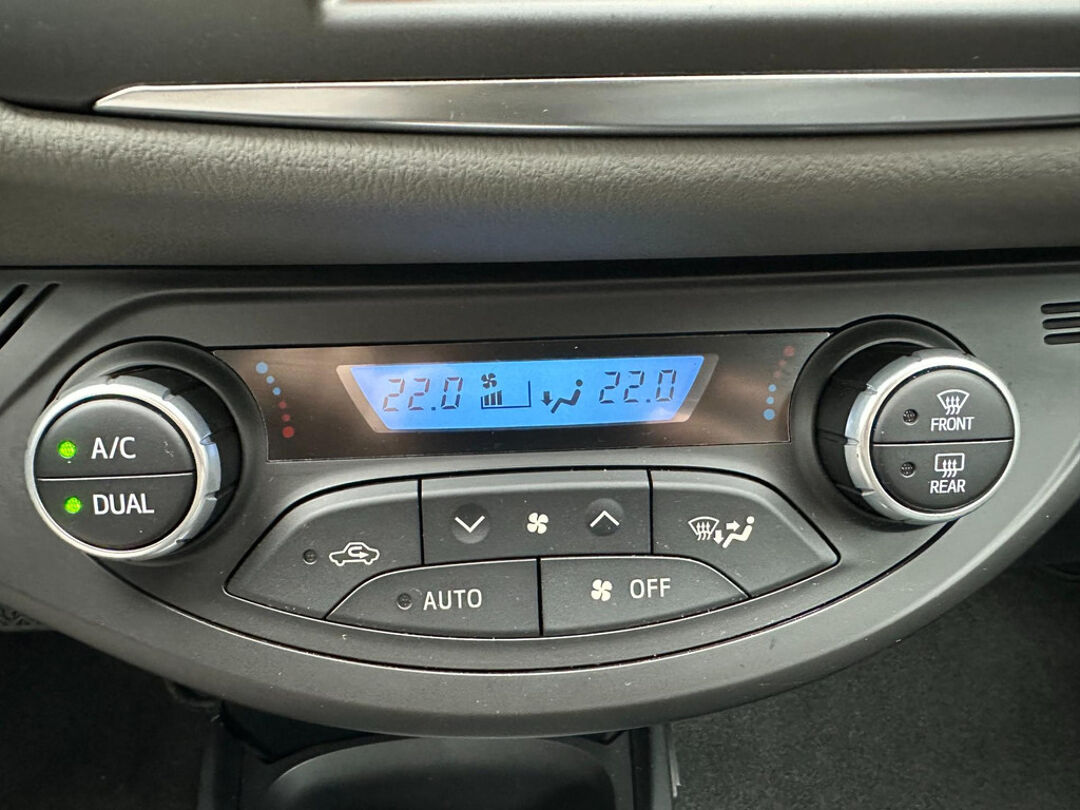 22.0 22.0
A/C
DUAL
FRONT
REAR
AUTO
OFF